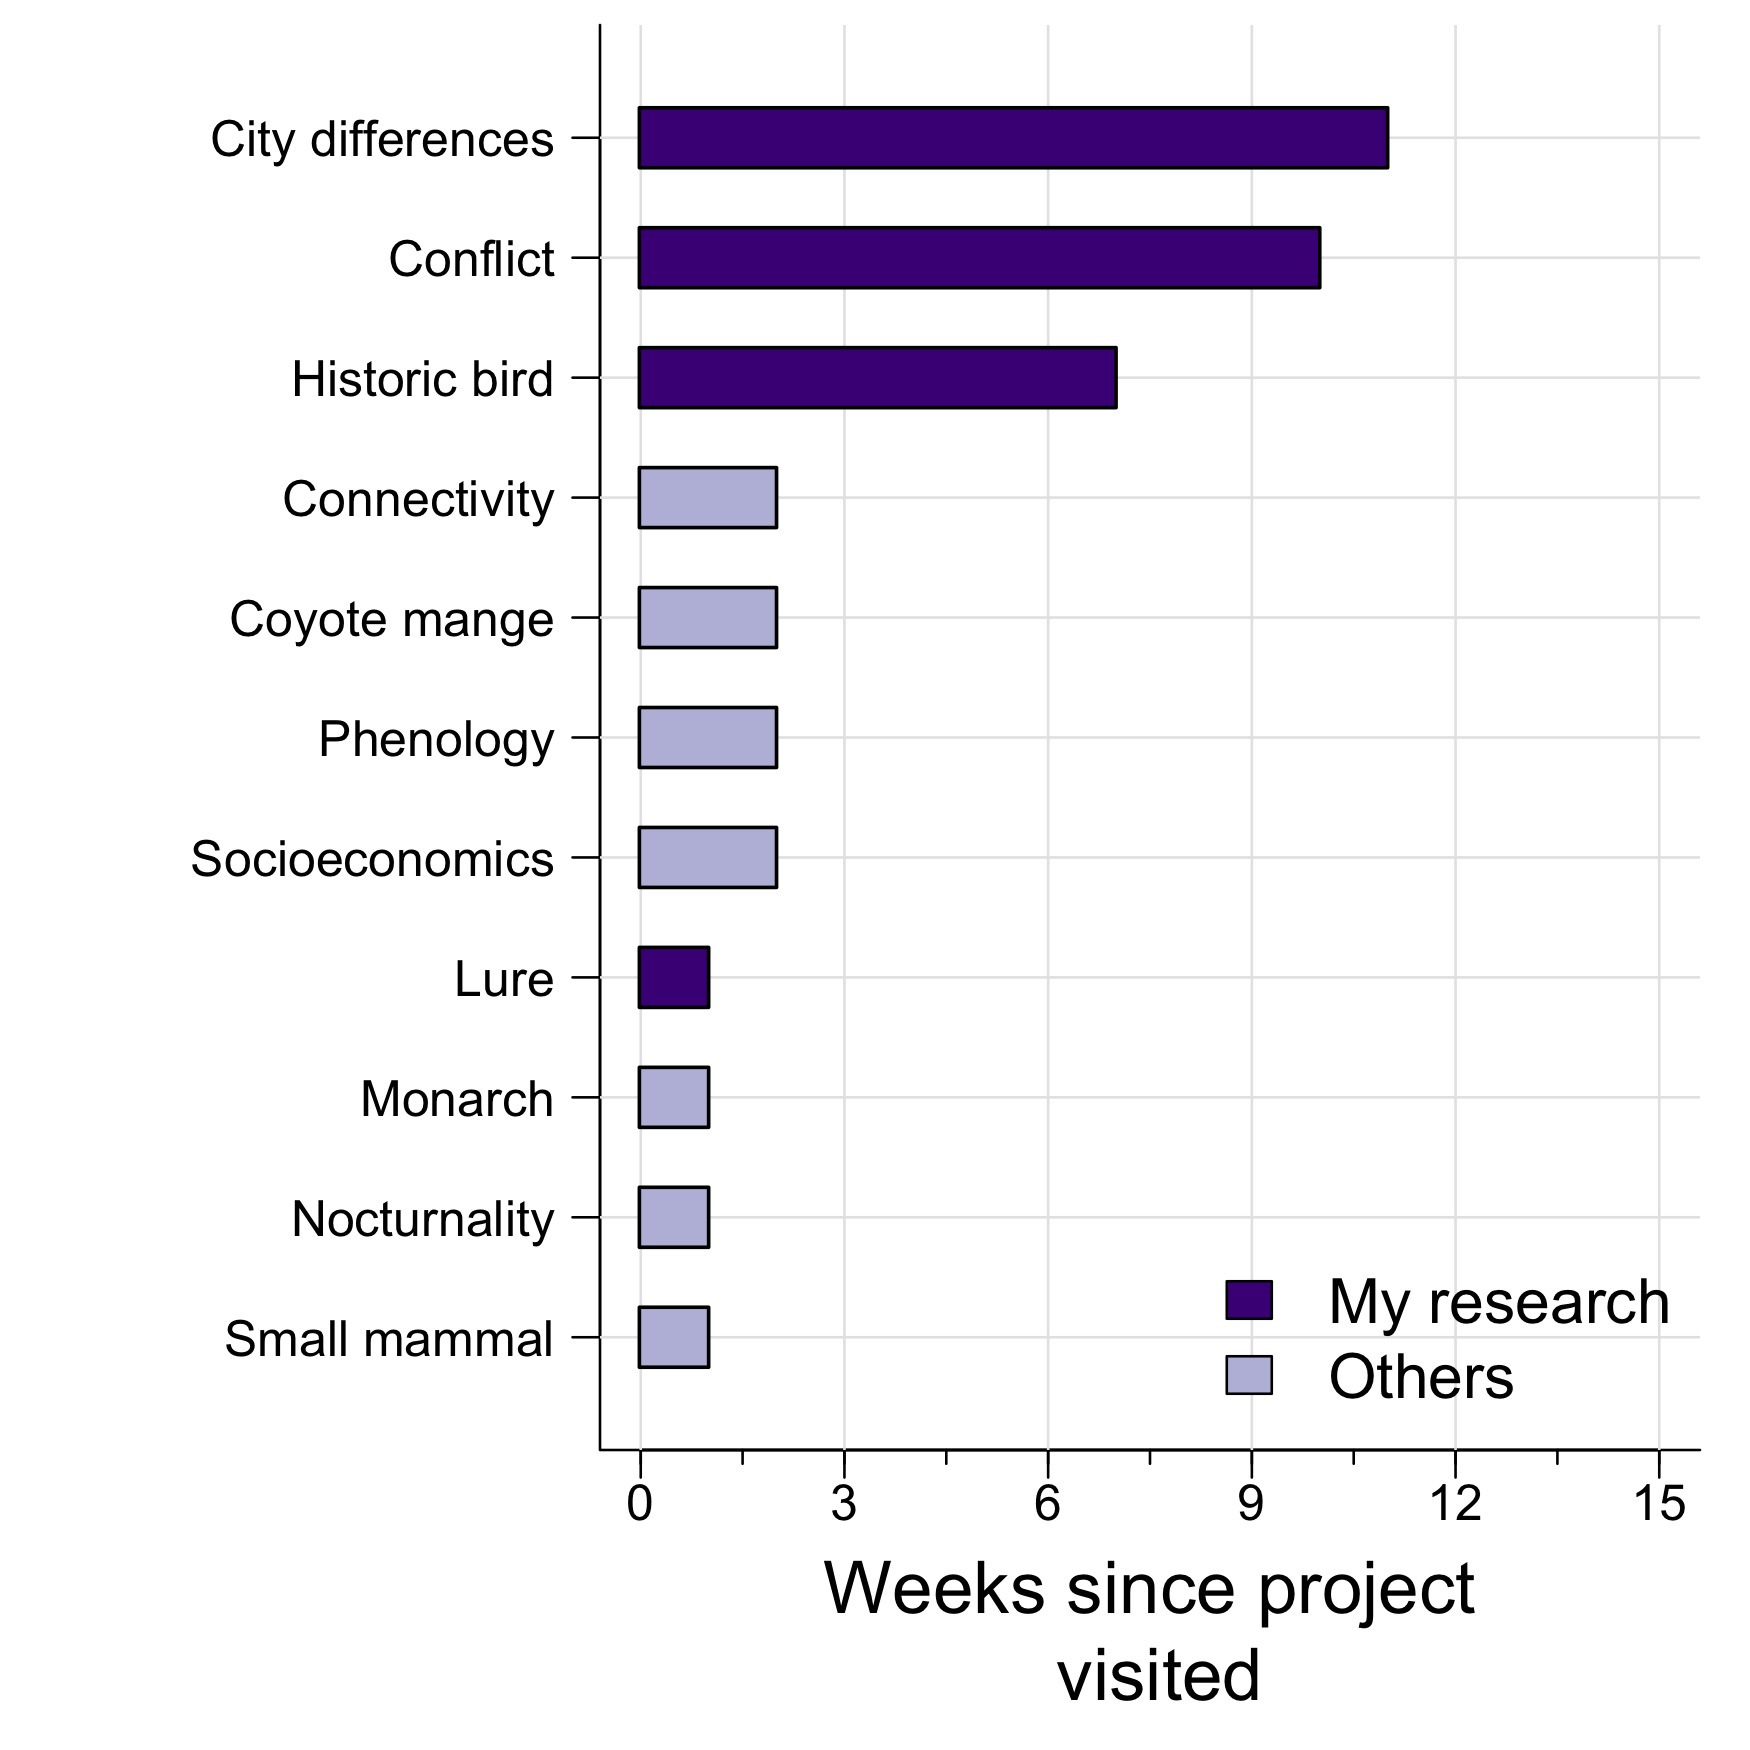 City differences
Conflict
Historic bird
Connectivity
Coyote mange
Phenology
Socioeconomics
Lure
Monarch
Nocturnality
Small mammal
My research
Others
0 3 6 9 12 15
Weeks since project
visited